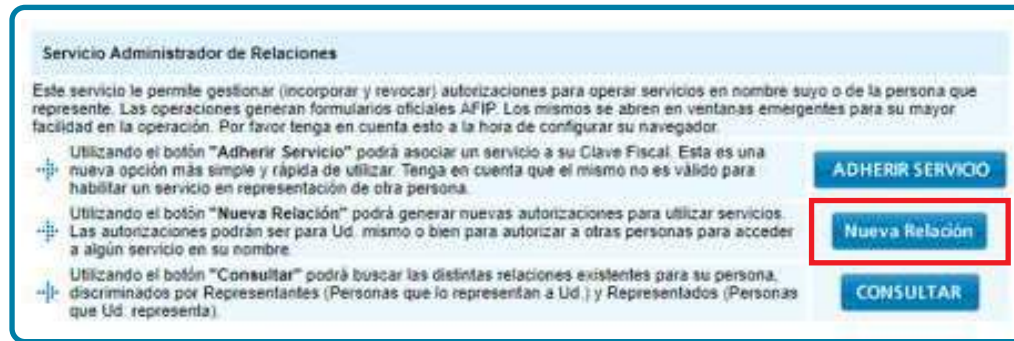 Servicio Administrador de Relaciones
Este servicio le permite gestionar (incorporar y revocar) autorizaciones para operar servicios en nombre suyo o de la persona que
represente. Las operaciones generan formularios oficiales AFIP. Los mismos se abren en ventanas emergentes para su mayor
facilidad en la operación. Por favor tenga en cuenta esto a la hora de configurar su navegador.
Utilizando el botón "Adherir Servicio" podrá asociar un servicio a su Clave Fiscal. Esta es una
nueva opción más simple y rápida de utilizar. Tenga en cuenta que el mismo no es válido para
habilitar un servicio en representación de otra persona.
ADHERIR SERVICIO
Utilizando el botón "Nueva Relación" podrá generar nuevas autorizaciones para utilizar servicios.
Las autorizaciones podrán ser para Ud. mismo o bien para autorizar a otras personas para acceder
a algún servicio en su nombre.
Nueva Relación
Utilizando el botón "Consultar" podrá buscar las distintas relaciones existentes para su persona,
discriminados por Representantes (Personas que lo representan a Ud.) y Representados (Personas
que Ud. representa).
CONSULTAR